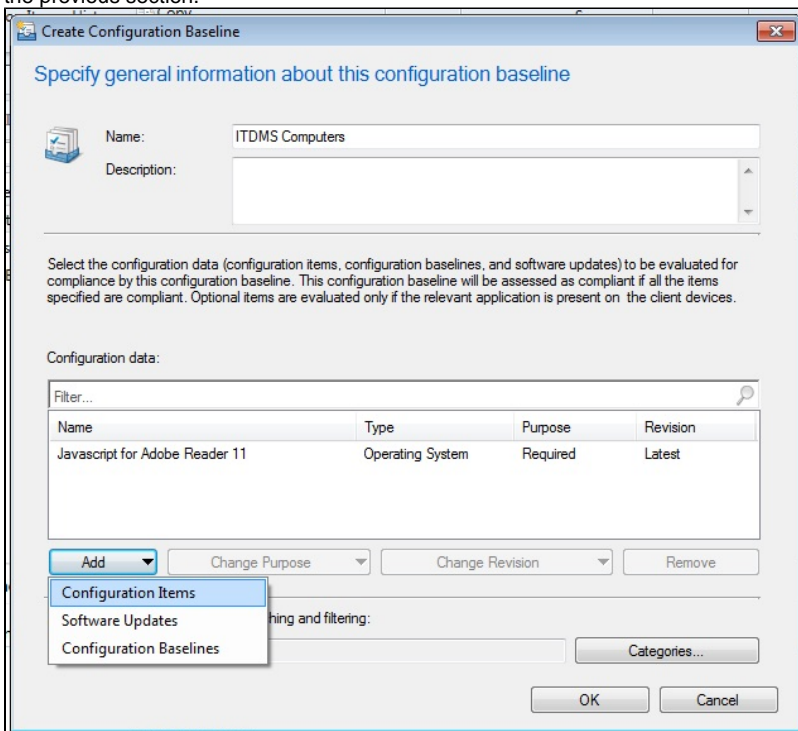 the previous section.
Create Configuration Baseline
Specify general information about this configuration baseline
Name: ITDMS Computers
Description:
Select the configuration data (configuration items, configuration baselines, and software updates) to be evaluated for
compliance by this configuration baseline. This configuration baseline will be assessed as compliant if all the items
specified are compliant. Optional items are evaluated only if the relevant application is present on the client devices.
Configuration data:
Filter...
Name Type Purpose Revision
Javascript for Adobe Reader 11 Operating System Required Latest
Add Change Purpose Change Revision Remove
Configuration Items
Software Updates
Configuration Baselines
hing and filtering:
Categories...
OK Cancel